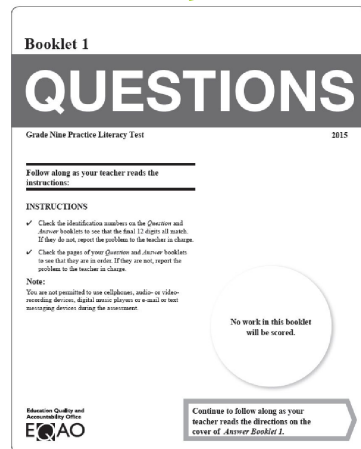 Booklet 1
QUESTIONS
Grade Nine Practice Literacy Test 2015
Follow along as your teacher reads the
instructions:
INSTRUCTIONS
✓ Check the identification numbers on the Question and
Answer booklets to see that the final 12 digits all match.
If they do not, report the problem to the teacher in charge.
✓ Check the pages of your Question and Answer booklets
to see that they are in order. If they are not, report the
problem to the teacher in charge.
Note:
You are not permitted to use cellphones, audio- or video-
recording devices, digital music players or e-mail or text
messaging devices during the assessment.
No work in this booklet
will be scored.
Education Quality and
Accountability Office
EQAO
Continue to follow along as your
teacher reads the directions on the
cover of Answer Booklet 1.